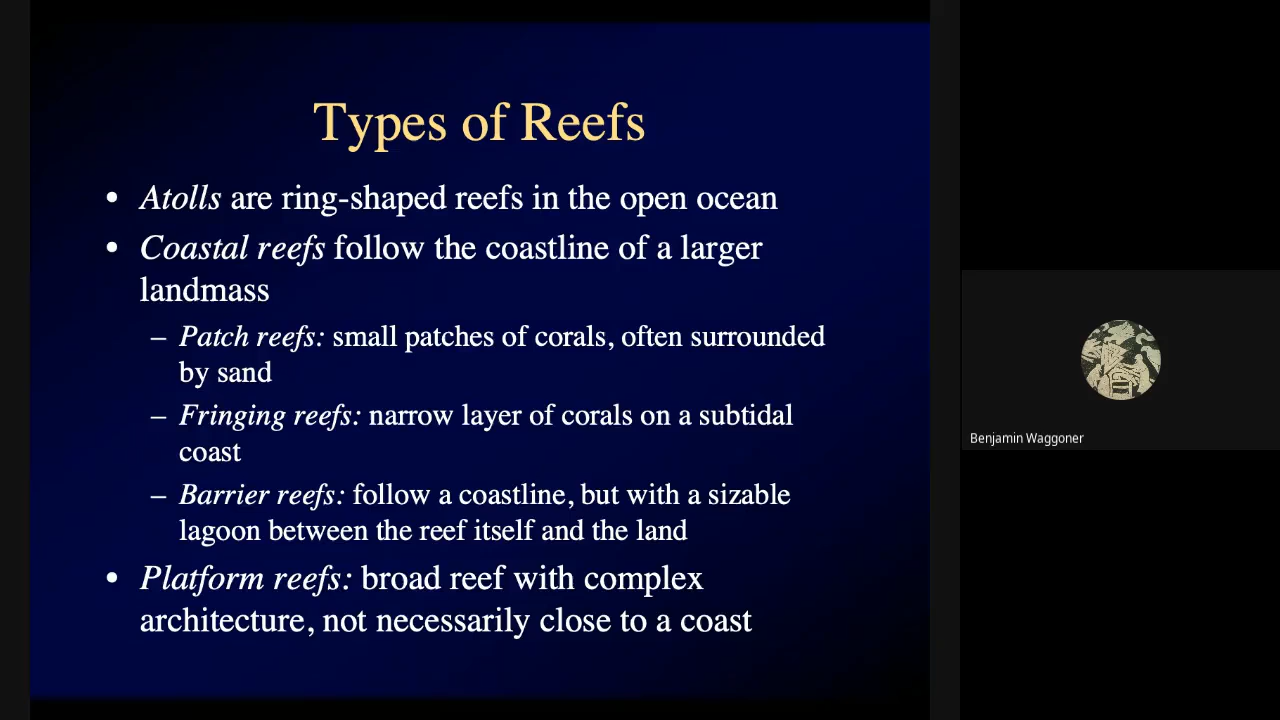 Types of Reefs
• Atolls are ring-shaped reefs in the open ocean
• Coastal reefs follow the coastline of a larger
landmass
– Patch reefs: small patches of corals, often surrounded
by sand
– Fringing reefs: narrow layer of corals on a subtidal
coast
– Barrier reefs: follow a coastline, but with a sizable
lagoon between the reef itself and the land
• Platform reefs: broad reef with complex
architecture, not necessarily close to a coast
Benjamin Waggoner